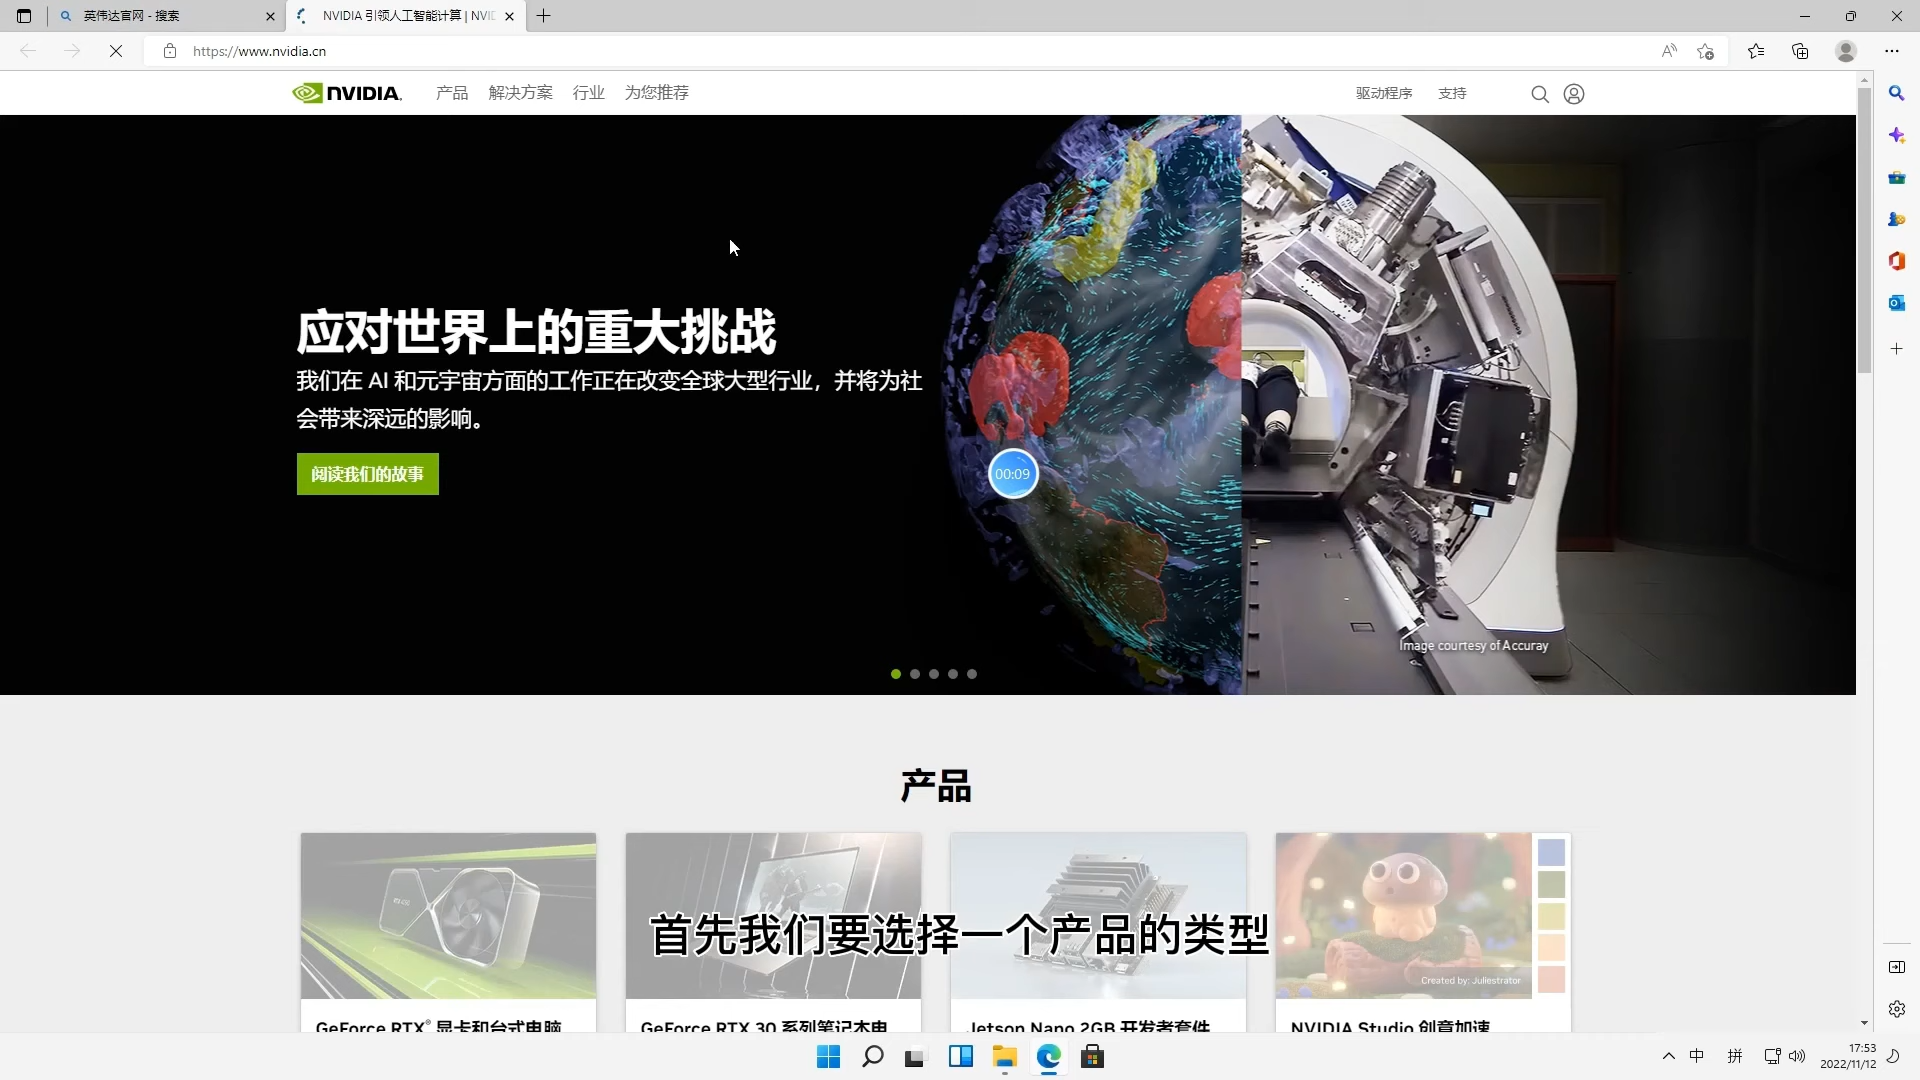 英伟达官网 - 搜索
NVIDIA 引领人工智能计算 | NVID
https://www.nvidia.cn
NVIDIA.
产品
解决方案
行业
为您推荐
驱动程序
支持
应对世界上的重大挑战
我们在 AI 和元宇宙方面的工作正在改变全球大型行业，并将为社
会带来深远的影响。
阅读我们的故事
00:09
Image courtesy of Accuray
产品
首先我们要选择一个产品的类型
Created by: Juliestrator
GeForce RTX® 显卡和台式电脑
GeForce RTX 30 系列笔记本电
Jetson Nano 2GB 开发者套件
NVIDIA Studio 创意加速
中
拼
17:53
2022/11/12